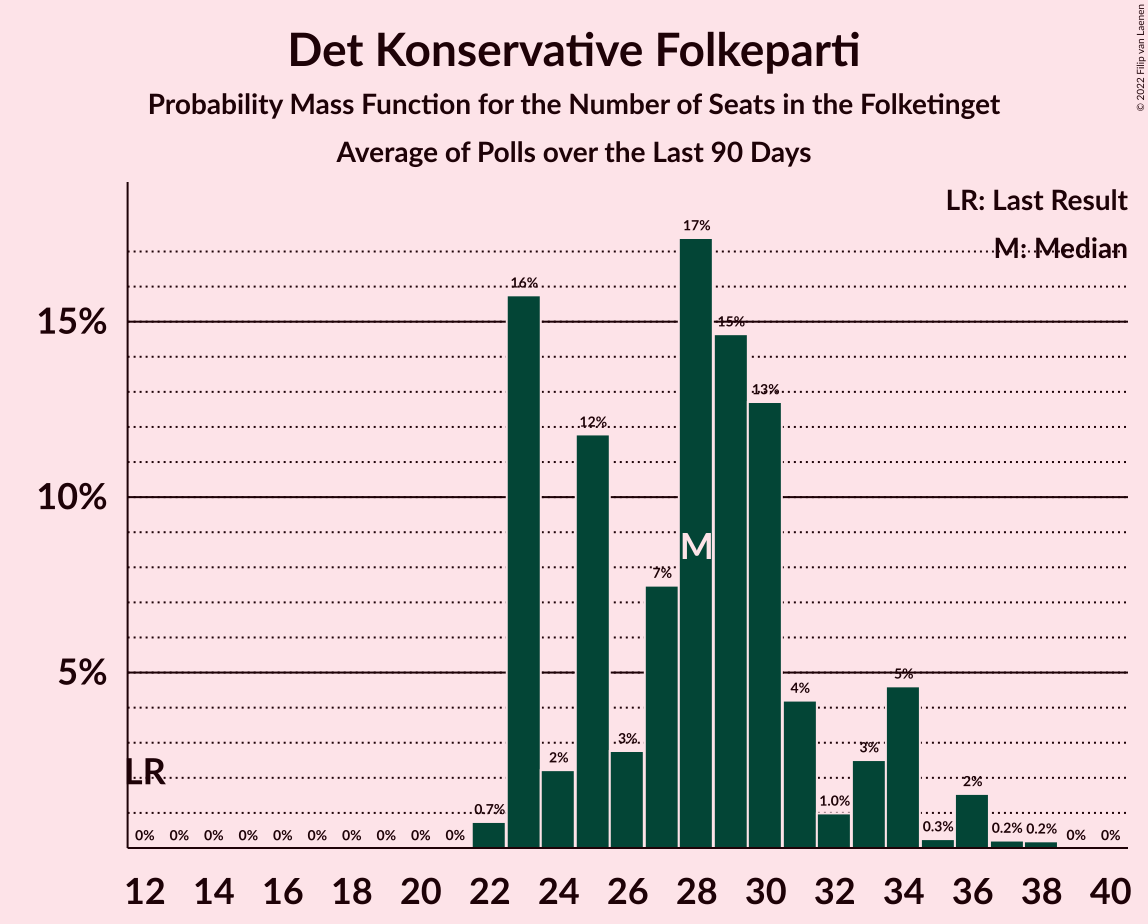 Det Konservative Folkeparti
Probability Mass Function for the Number of Seats in the Folketinget
Average of Polls over the Last 90 Days
© 2022 Filip van Laenen
LR: Last Result
M: Median
17%
16%
15%
15%
13%
12%
10%
M
7%
5%
5%
4%
3%
3%
2%
LR
2%
1.0%
0.7%
0.3%
0.2%
0.2%
0% 0% 0% 0% 0% 0% 0% 0% 0% 0% 0% 0%
12 14 16 18 20 22 24 26 28 30 32 34 36 38 40